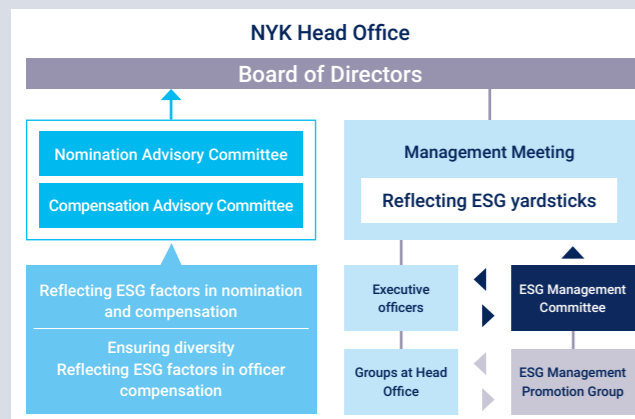 NYK Head Office
Board of Directors
Nomination Advisory Committee
Compensation Advisory Committee
Reflecting ESG factors in nomination
and compensation
Ensuring diversity
Reflecting ESG factors in officer
compensation
Management Meeting
Reflecting ESG yardsticks
Executive
officers
ESG Management
Committee
Groups at Head
Office
ESG Management
Promotion Group